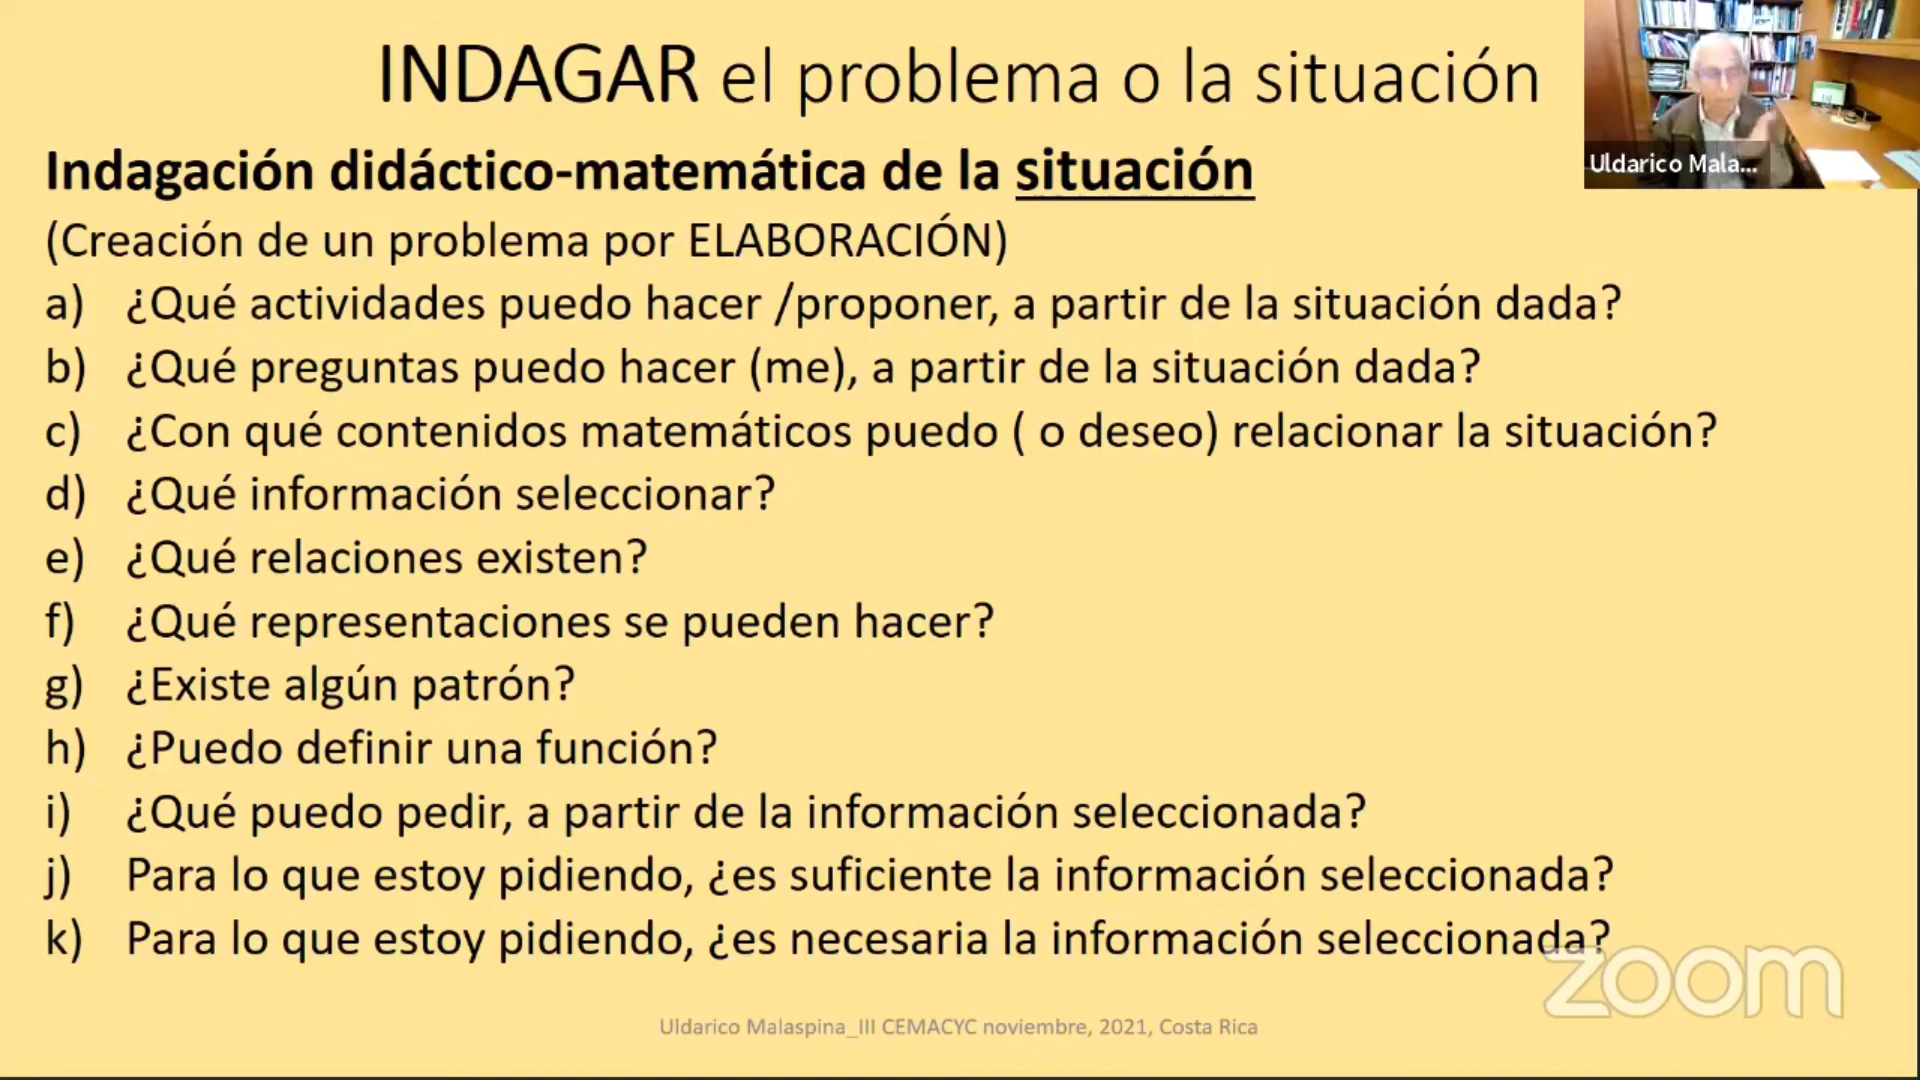 INDAGAR el problema o la situación
Uldarico Mala...
Indagación didáctico-matemática de la situación
(Creación de un problema por ELABORACIÓN)
a) ¿Qué actividades puedo hacer /proponer, a partir de la situación dada?
b) ¿Qué preguntas puedo hacer (me), a partir de la situación dada?
c) ¿Con qué contenidos matemáticos puedo ( o deseo) relacionar la situación?
d) ¿Qué información seleccionar?
e) ¿Qué relaciones existen?
f) ¿Qué representaciones se pueden hacer?
g) ¿Existe algún patrón?
h) ¿Puedo definir una función?
i) ¿Qué puedo pedir, a partir de la información seleccionada?
j) Para lo que estoy pidiendo, ¿es suficiente la información seleccionada?
k) Para lo que estoy pidiendo, ¿es necesaria la información seleccionada?
zoom
Uldarico Malaspina_III CEMACYC noviembre, 2021, Costa Rica